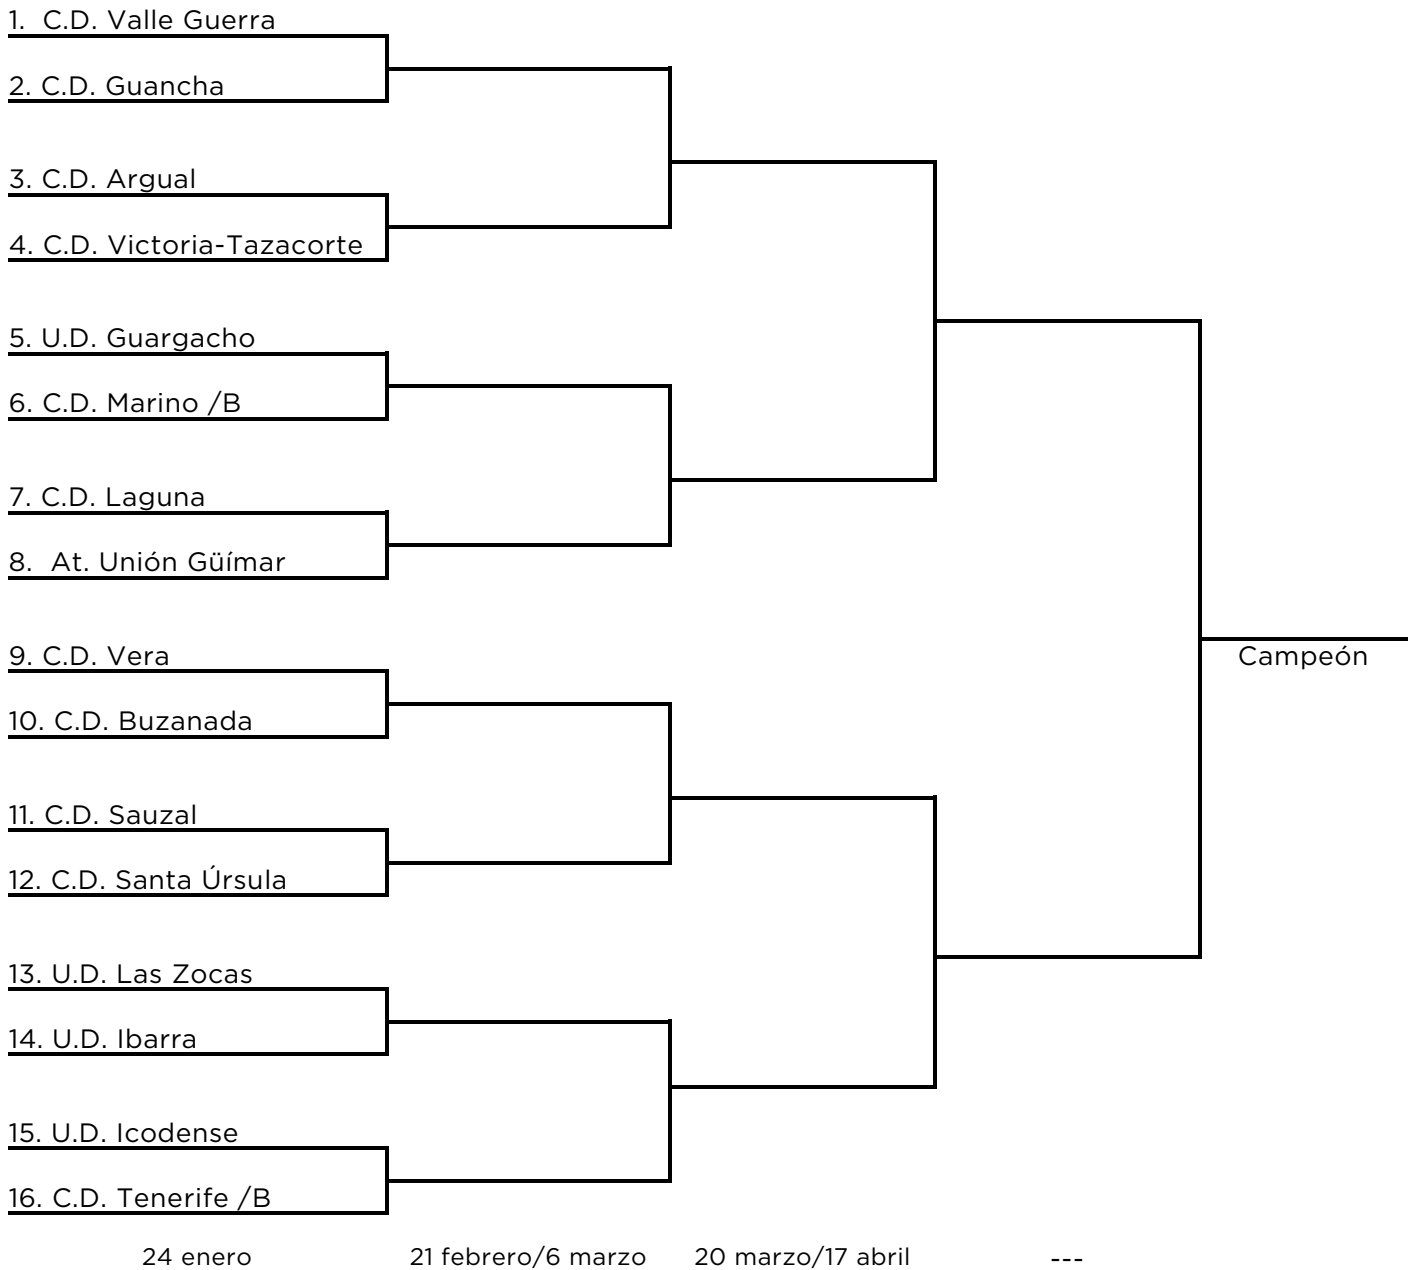 1. C.D. Valle Guerra
2. C.D. Guancha
3. C.D. Argual
4. C.D. Victoria-Tazacorte
5. U.D. Guargacho
6. C.D. Marino /B
7. C.D. Laguna
8. At. Unión Güímar
9. C.D. Vera
Campeón
10. C.D. Buzanada
11. C.D. Sauzal
12. C.D. Santa Úrsula
13. U.D. Las Zocas
14. U.D. Ibarra
15. U.D. Icodense
16. C.D. Tenerife /B
24 enero 21 febrero/6 marzo 20 marzo/17 abril ---